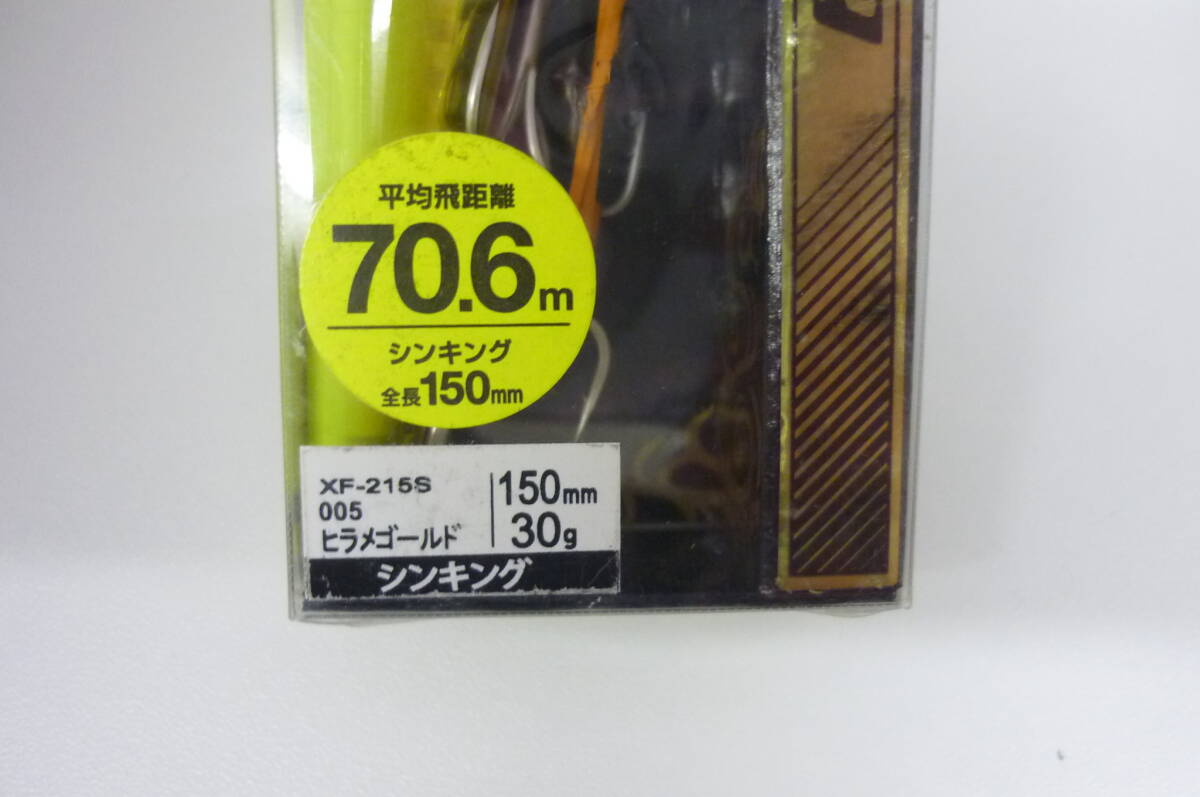 平均飛距離
70.6m
シンキング
全長150mm
XF-215S
005
ヒラメゴールド
150mm
30g
シンキング